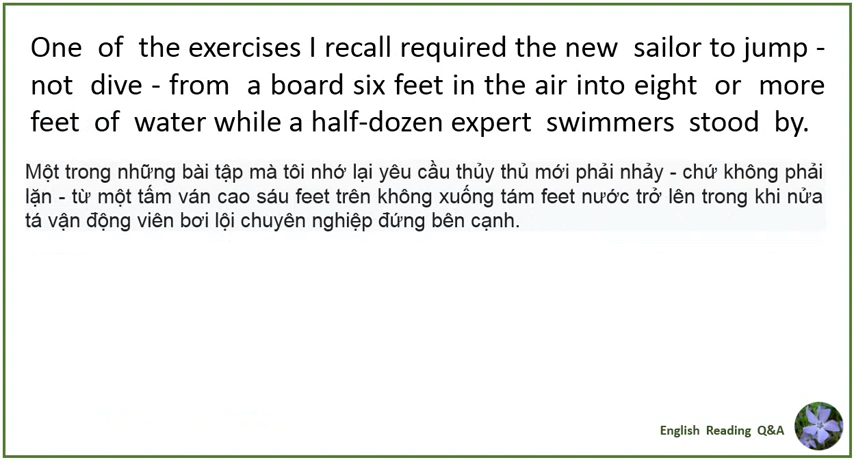 One of the exercises I recall required the new sailor to jump -
not dive - from a board six feet in the air into eight or more
feet of water while a half-dozen expert swimmers stood by.
Một trong những bài tập mà tôi nhớ lại yêu cầu thủy thủ mới phải nhảy - chứ không phải
lặn - từ một tấm ván cao sáu feet trên không xuống tám feet nước trở lên trong khi nửa
tá vận động viên bơi lội chuyên nghiệp đứng bên cạnh.
English Reading Q&A